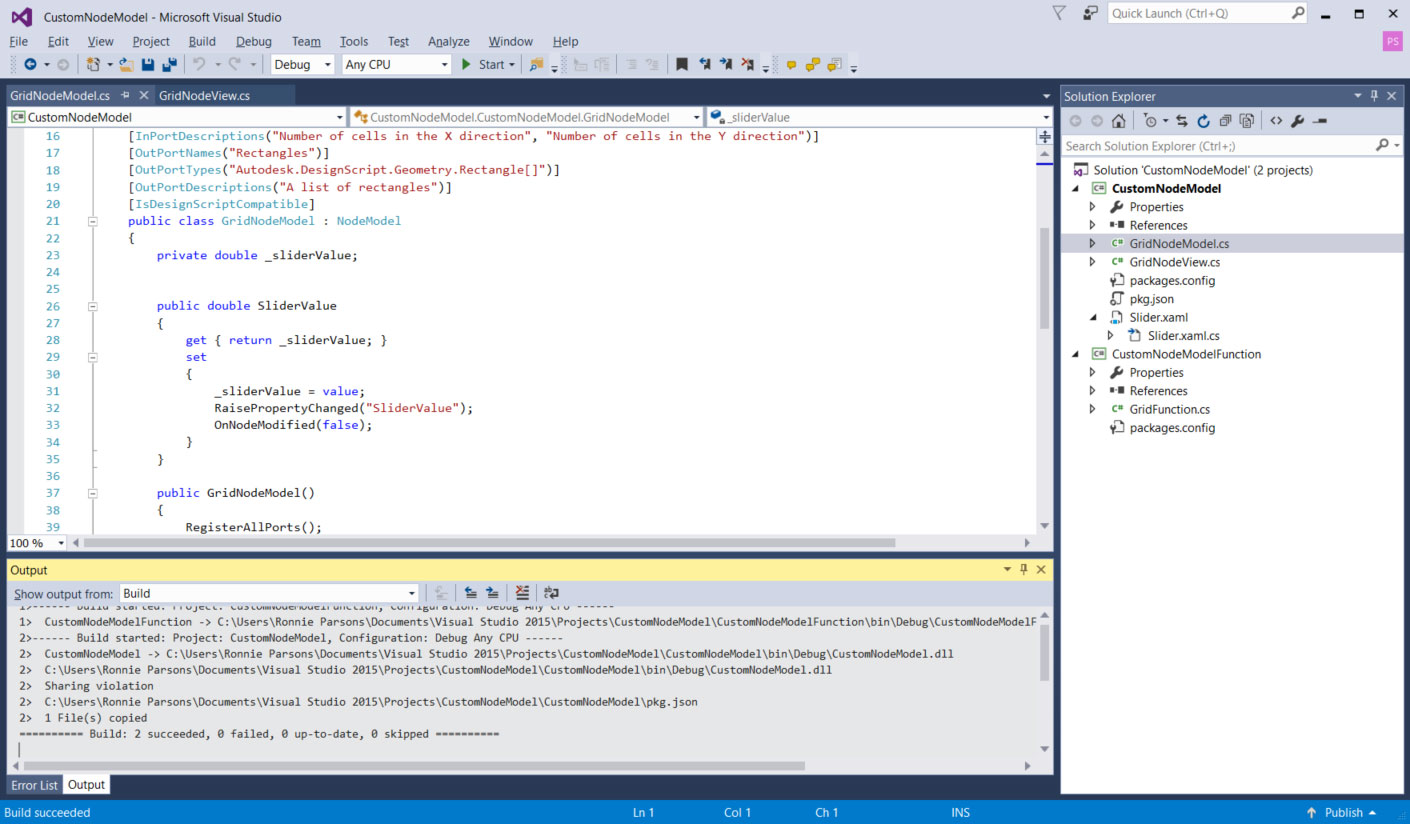 CustomNodeModel - Microsoft Visual Studio
Quick Launch (Ctrl+Q)
File Edit View Project Build Debug Team Tools Test Analyze Window Help
PS
Debug Any CPU Start
GridNodeModel.cs GridNodeView.cs
CustomNodeModel CustomNodeModel.CustomNodeModel.GridNodeModel _sliderValue
16 [InPortDescriptions("Number of cells in the X direction", "Number of cells in the Y direction")]
17 [OutPortNames("Rectangles")]
18 [OutPortTypes("Autodesk.DesignScript.Geometry.Rectangle[]")]
19 [OutPortDescriptions("A list of rectangles")]
20 [IsDesignScriptCompatible]
21 public class GridNodeModel : NodeModel
22 {
23 private double _sliderValue;
24
25
26 public double SliderValue
27 {
28 get { return _sliderValue; }
29 set
30 {
31 _sliderValue = value;
32 RaisePropertyChanged("SliderValue");
33 OnNodeModified(false);
34 }
35 }
36
37 public GridNodeModel()
38 {
39 RegisterAllPorts();
100 %
Output
Show output from: Build
1>------ Build started: Project: CustomNodeModelFunction, Configuration: Debug Any CPU ------
1> CustomNodeModelFunction -> C:\Users\Ronnie Parsons\Documents\Visual Studio 2015\Projects\CustomNodeModel\CustomNodeModelFunction\bin\Debug\CustomNodeModelF
2>------ Build started: Project: CustomNodeModel, Configuration: Debug Any CPU ------
2> CustomNodeModel -> C:\Users\Ronnie Parsons\Documents\Visual Studio 2015\Projects\CustomNodeModel\CustomNodeModel\bin\Debug\CustomNodeModel.dll
2> C:\Users\Ronnie Parsons\Documents\Visual Studio 2015\Projects\CustomNodeModel\CustomNodeModel\bin\Debug\CustomNodeModel.dll
2> Sharing violation
2> C:\Users\Ronnie Parsons\Documents\Visual Studio 2015\Projects\CustomNodeModel\CustomNodeModel\pkg.json
2> 1 File(s) copied
========== Build: 2 succeeded, 0 failed, 0 up-to-date, 0 skipped ==========
Error List Output
Solution Explorer
Search Solution Explorer (Ctrl+;)
Solution 'CustomNodeModel' (2 projects)
C# CustomNodeModel
Properties
References
C# GridNodeModel.cs
C# GridNodeView.cs
packages.config
pkg.json
Slider.xaml
Slider.xaml.cs
C# CustomNodeModelFunction
Properties
References
C# GridFunction.cs
packages.config
Build succeeded Ln 1 Col 1 Ch 1 INS Publish